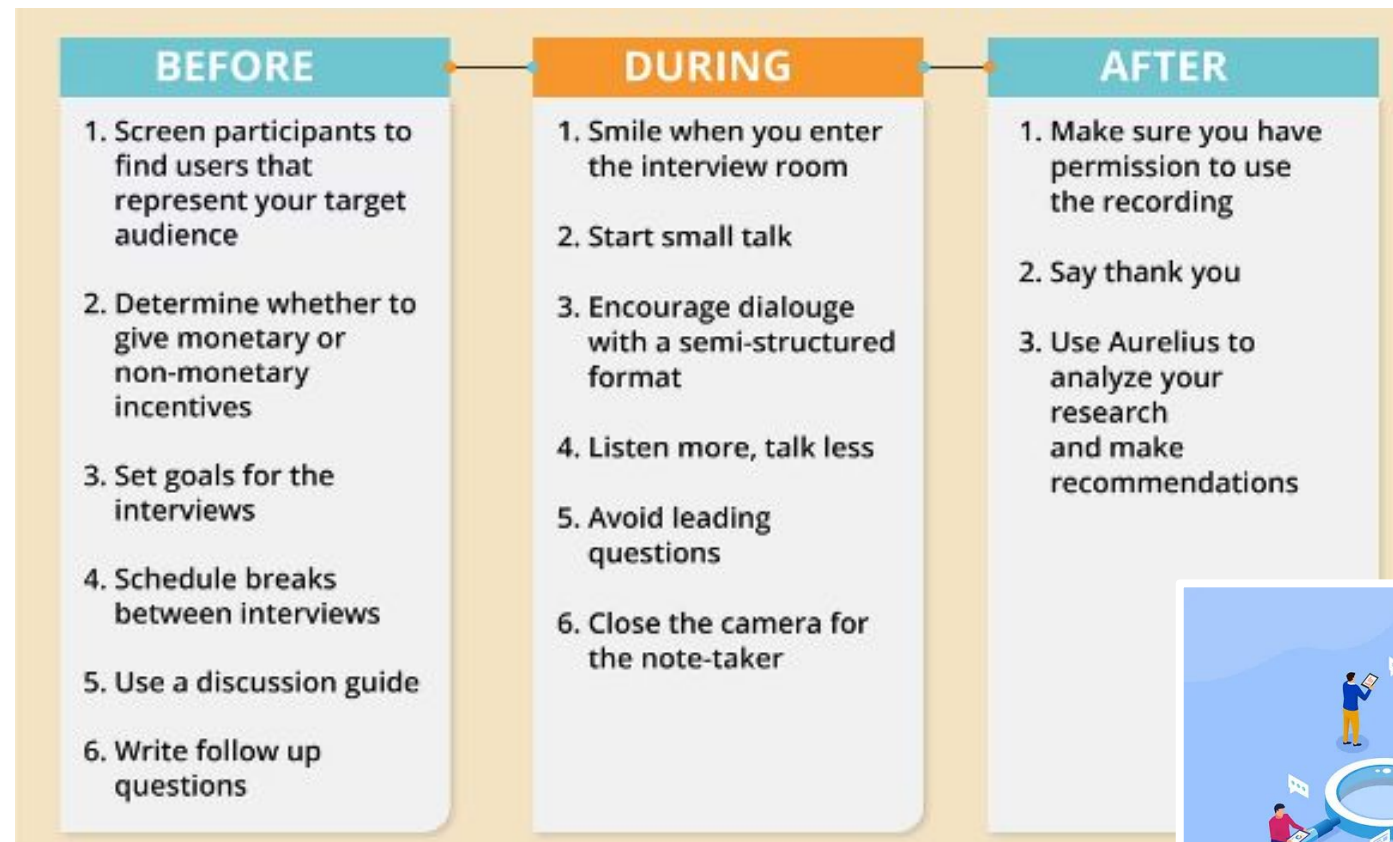 BEFORE
1. Screen participants to
find users that
represent your target
audience
2. Determine whether to
give monetary or
non-monetary
incentives
3. Set goals for the
interviews
4. Schedule breaks
between interviews
5. Use a discussion guide
6. Write follow up
questions
DURING
1. Smile when you enter
the interview room
2. Start small talk
3. Encourage dialouge
with a semi-structured
format
4. Listen more, talk less
5. Avoid leading
questions
6. Close the camera for
the note-taker
AFTER
1. Make sure you have
permission to use
the recording
2. Say thank you
3. Use Aurelius to
analyze your
research
and make
recommendations